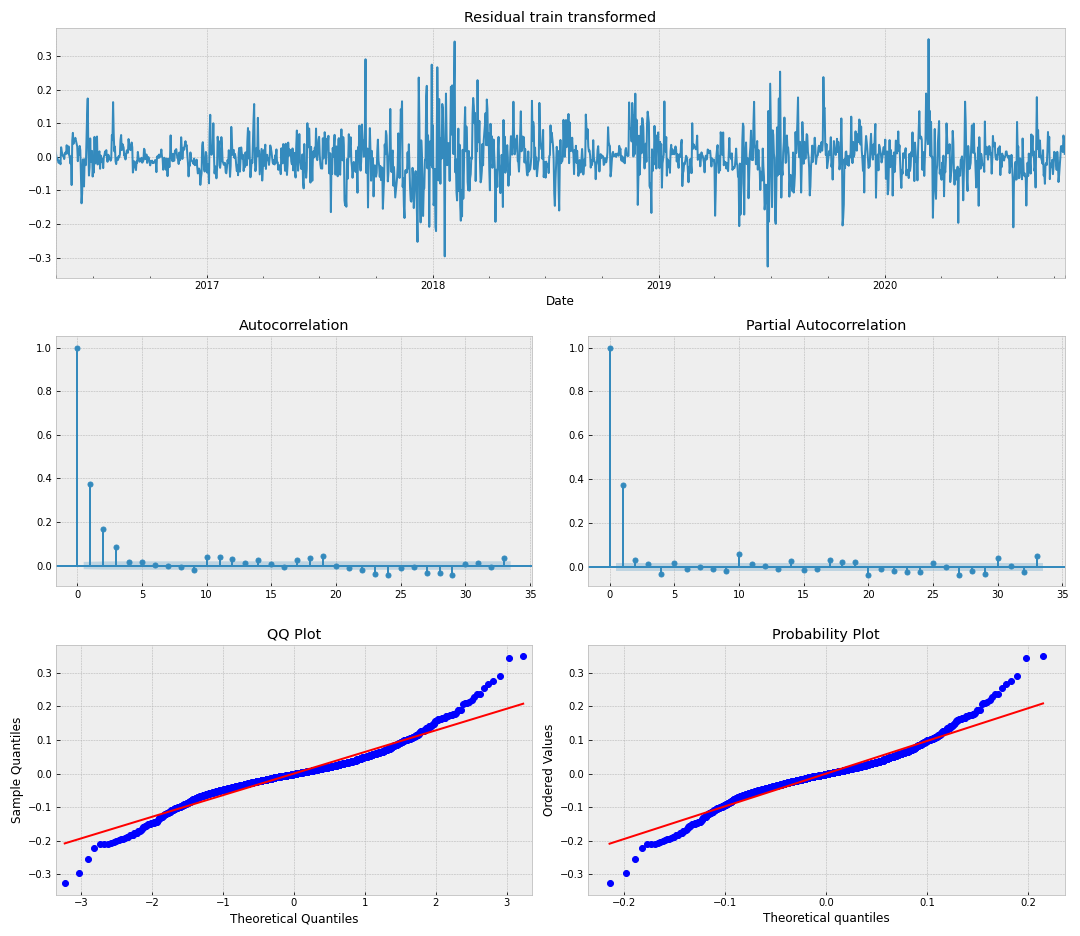 Residual train transformed
0.3
0.2
0.1
0.0
−0.1
−0.2
−0.3
2017 2018 2019 2020
Date
Autocorrelation
1.0
0.8
0.6
0.4
0.2
0.0
0 5 10 15 20 25 30 35
Partial Autocorrelation
1.0
0.8
0.6
0.4
0.2
0.0
0 5 10 15 20 25 30 35
QQ Plot
Sample Quantiles
0.3
0.2
0.1
0.0
−0.1
−0.2
−0.3
−3 −2 −1 0 1 2 3
Theoretical Quantiles
Probability Plot
Ordered Values
0.3
0.2
0.1
0.0
−0.1
−0.2
−0.3
−0.2 −0.1 0.0 0.1 0.2
Theoretical quantiles